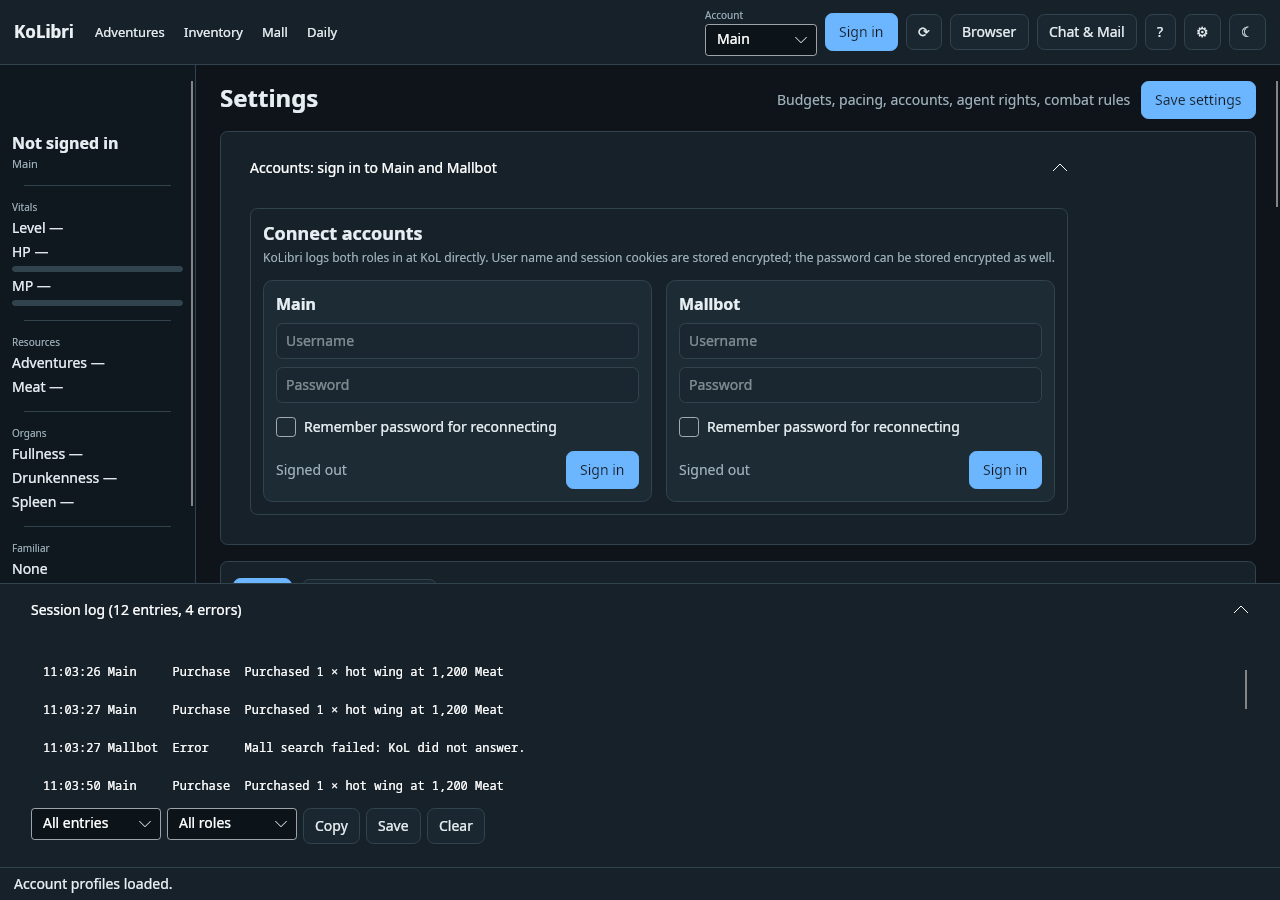 KoLibri Adventures Inventory Mall Daily
Account
Main
Sign in
⟳
Browser
Chat & Mail
?
⚙
☾
Not signed in
Main
Vitals
Level —
HP —
MP —
Resources
Adventures —
Meat —
Organs
Fullness —
Drunkenness —
Spleen —
Familiar
None
Settings
Budgets, pacing, accounts, agent rights, combat rules
Save settings
Accounts: sign in to Main and Mallbot
Connect accounts
KoLibri logs both roles in at KoL directly. User name and session cookies are stored encrypted; the password can be stored encrypted as well.
Main
Username
Password
Remember password for reconnecting
Signed out
Sign in
Mallbot
Username
Password
Remember password for reconnecting
Signed out
Sign in
Session log (12 entries, 4 errors)
11:03:26 Main Purchase Purchased 1 × hot wing at 1,200 Meat
11:03:27 Main Purchase Purchased 1 × hot wing at 1,200 Meat
11:03:27 Mallbot Error Mall search failed: KoL did not answer.
11:03:50 Main Purchase Purchased 1 × hot wing at 1,200 Meat
All entries
All roles
Copy
Save
Clear
Account profiles loaded.